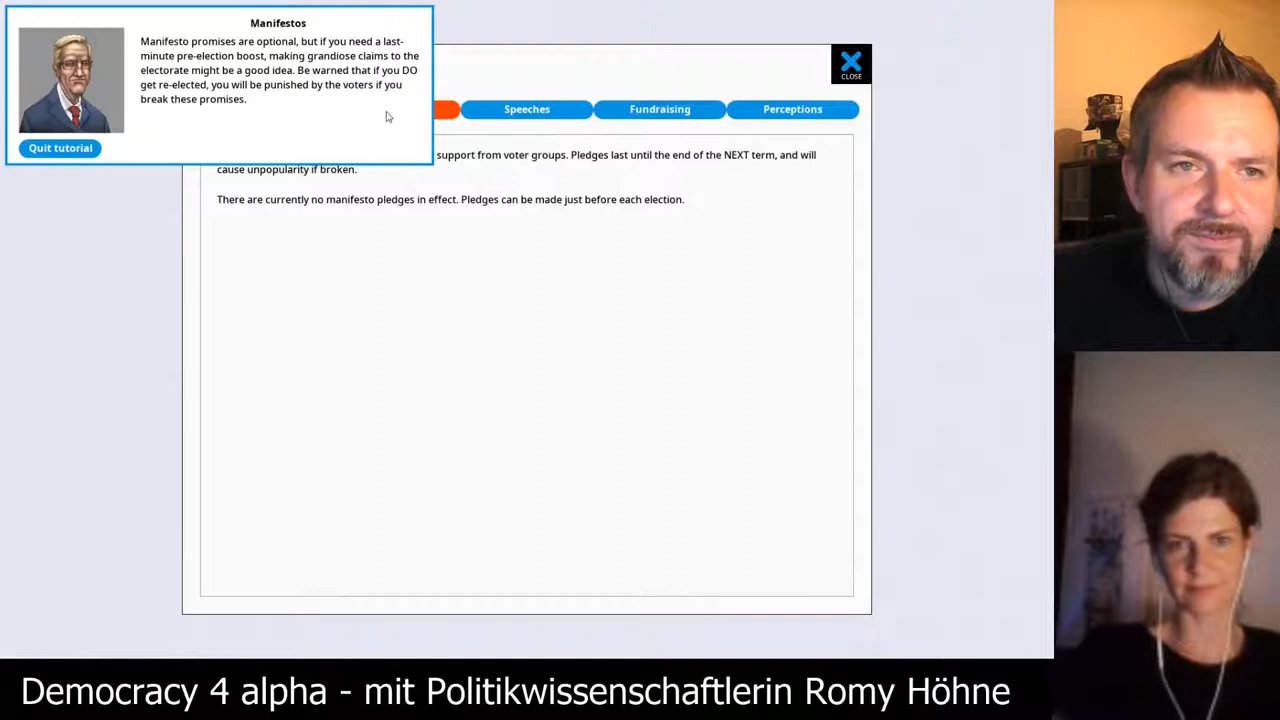 Manifestos
Manifesto promises are optional, but if you need a last-
minute pre-election boost, making grandiose claims to the
electorate might be a good idea. Be warned that if you DO
get re-elected, you will be punished by the voters if you
break these promises.
Quit tutorial
CLOSE
Speeches
Fundraising
Perceptions
support from voter groups. Pledges last until the end of the NEXT term, and will
cause unpopularity if broken.
There are currently no manifesto pledges in effect. Pledges can be made just before each election.
Democracy 4 alpha - mit Politikwissenschaftlerin Romy Höhne